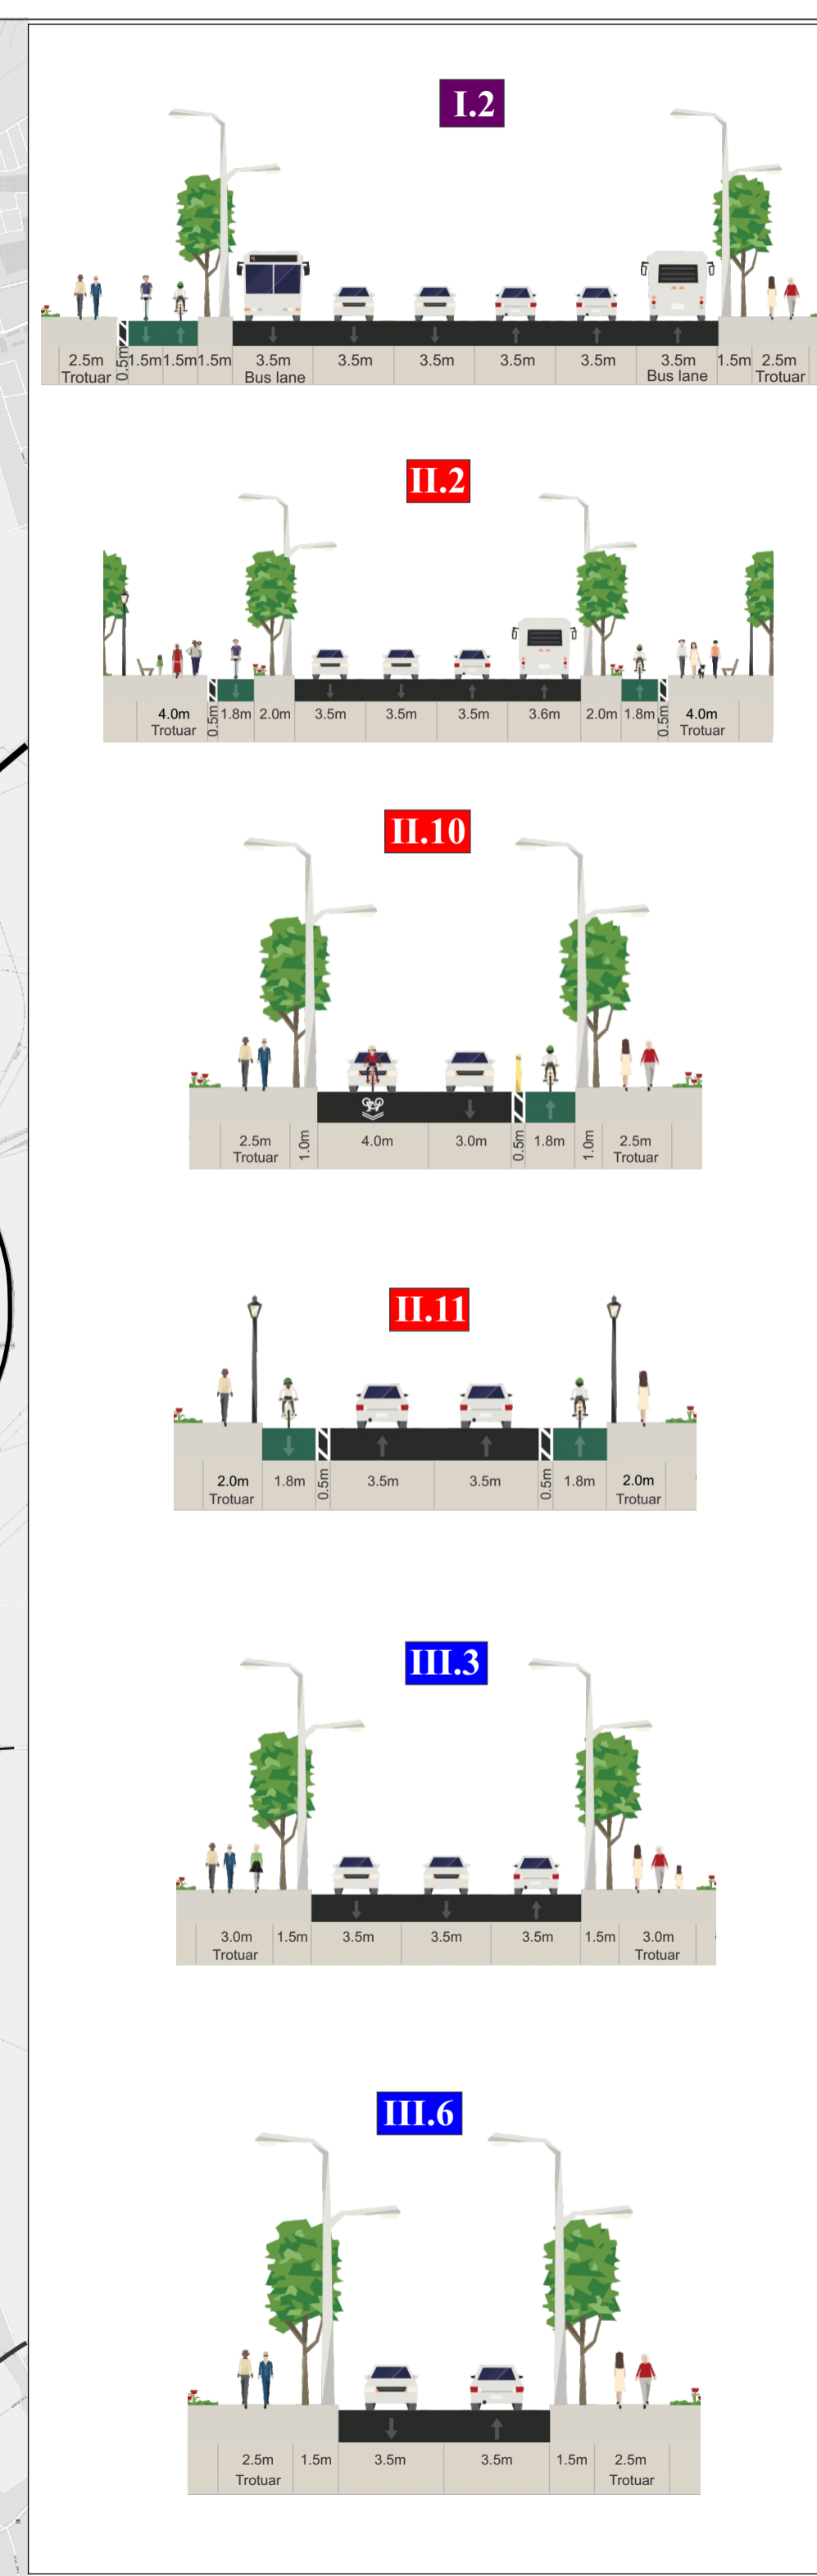 I.2
2.5m 0.5m 1.5m 1.5m 1.5m 3.5m 3.5m 3.5m 3.5m 3.5m 3.5m 1.5m 2.5m
Trotuar Bus lane Bus lane Trotuar
II.2
4.0m 0.5m 1.8m 2.0m 3.5m 3.5m 3.5m 3.6m 2.0m 1.8m 0.5m 4.0m
Trotuar Trotuar
II.10
2.5m 1.0m 4.0m 3.0m 0.5m 1.8m 1.0m 2.5m
Trotuar Trotuar
II.11
2.0m 1.8m 0.5m 3.5m 3.5m 0.5m 1.8m 2.0m
Trotuar Trotuar
III.3
3.0m 1.5m 3.5m 3.5m 3.5m 1.5m 3.0m
Trotuar Trotuar
III.6
2.5m 1.5m 3.5m 3.5m 1.5m 2.5m
Trotuar Trotuar